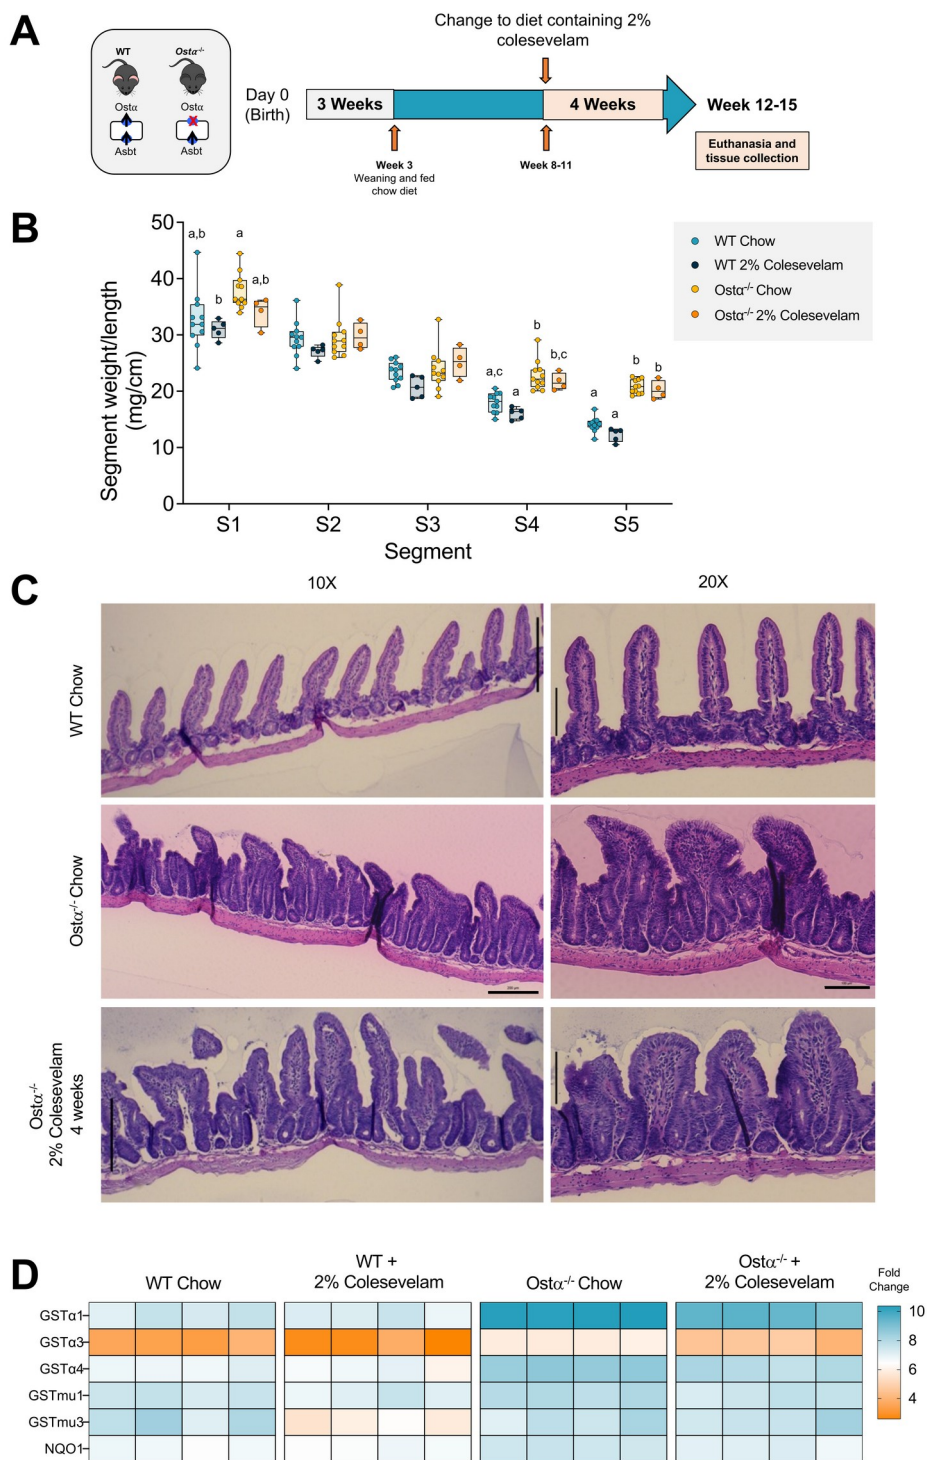 A
WT
Ostα-/-
Ostα
Ostα
Asbt
Asbt
Day 0
(Birth)
3 Weeks
Change to diet containing 2%
colesevelam
4 Weeks
Week 3
Weaning and fed
chow diet
Week 8-11
Week 12-15
Euthanasia and
tissue collection
B
Segment weight/length
(mg/cm)
50
40
30
20
10
0
a,b
b
a
a,b
a,c
a
b
b,c
a
a
b
b
S1
S2
S3
S4
S5
Segment
WT Chow
WT 2% Colesevelam
Ostα-/- Chow
Ostα-/- 2% Colesevelam
C
10X
20X
WT Chow
Ostα-/- Chow
Ostα-/-
2% Colesevelam
4 weeks
D
WT Chow
WT +
2% Colesevelam
Ostα-/- Chow
Ostα-/- +
2% Colesevelam
Fold
Change
GSTα1
GSTα3
GSTα4
GSTmu1
GSTmu3
NQO1
10
8
6
4